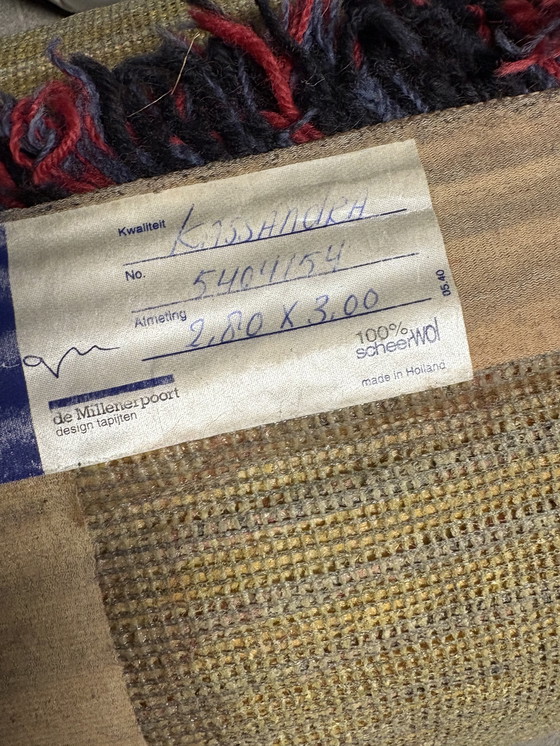 Kwaliteit Kassandra
No. 5404154
Afmeting 2,80 x 3,00
05.40
100%
scheerwol
made in Holland
de Millenerpoort
design tapijten